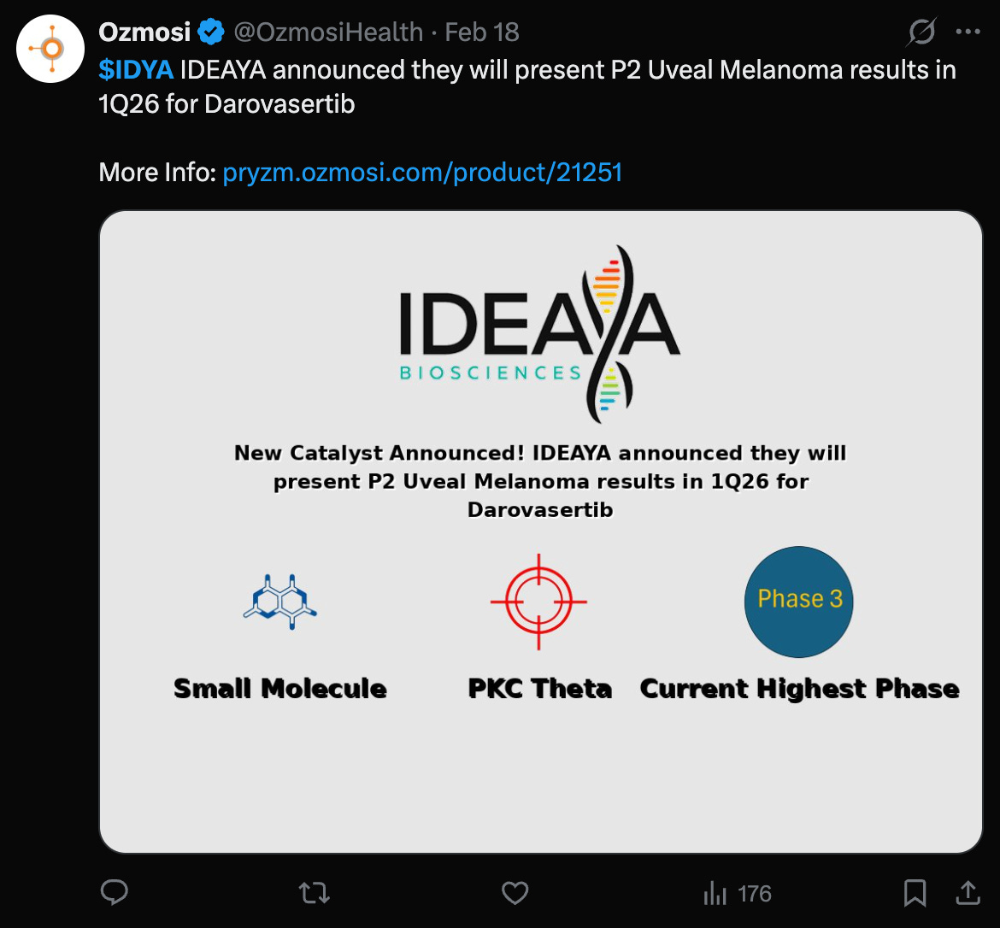 Ozmosi @OzmosiHealth · Feb 18
$IDYA IDEAYA announced they will present P2 Uveal Melanoma results in
1Q26 for Darovasertib
More Info: pryzm.ozmosi.com/product/21251
IDEAYA
BIOSCIENCES
New Catalyst Announced! IDEAYA announced they will
present P2 Uveal Melanoma results in 1Q26 for
Darovasertib
Phase 3
Small Molecule PKC Theta Current Highest Phase
176